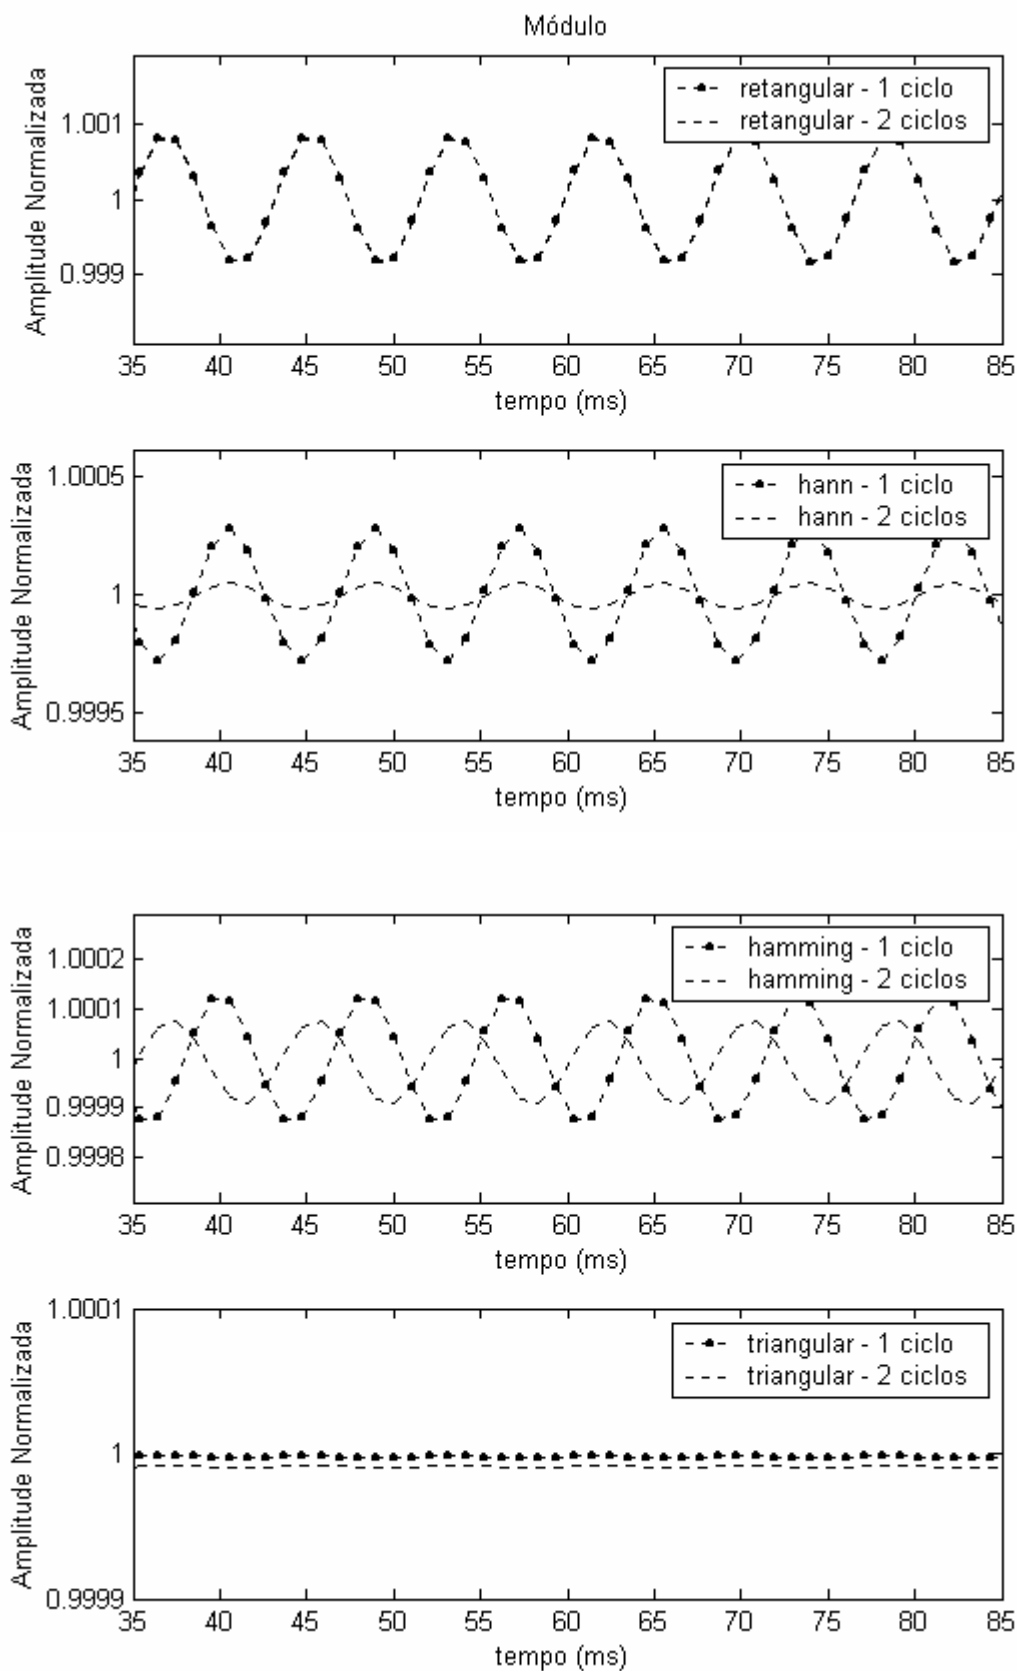 Módulo
Amplitude Normalizada
1.001
1
0.999
retangular - 1 ciclo
retangular - 2 ciclos
35 40 45 50 55 60 65 70 75 80 85
tempo (ms)
Amplitude Normalizada
1.0005
1
0.9995
hann - 1 ciclo
hann - 2 ciclos
35 40 45 50 55 60 65 70 75 80 85
tempo (ms)
Amplitude Normalizada
1.0002
1.0001
1
0.9999
0.9998
hamming - 1 ciclo
hamming - 2 ciclos
35 40 45 50 55 60 65 70 75 80 85
tempo (ms)
Amplitude Normalizada
1.0001
1
0.9999
triangular - 1 ciclo
triangular - 2 ciclos
35 40 45 50 55 60 65 70 75 80 85
tempo (ms)